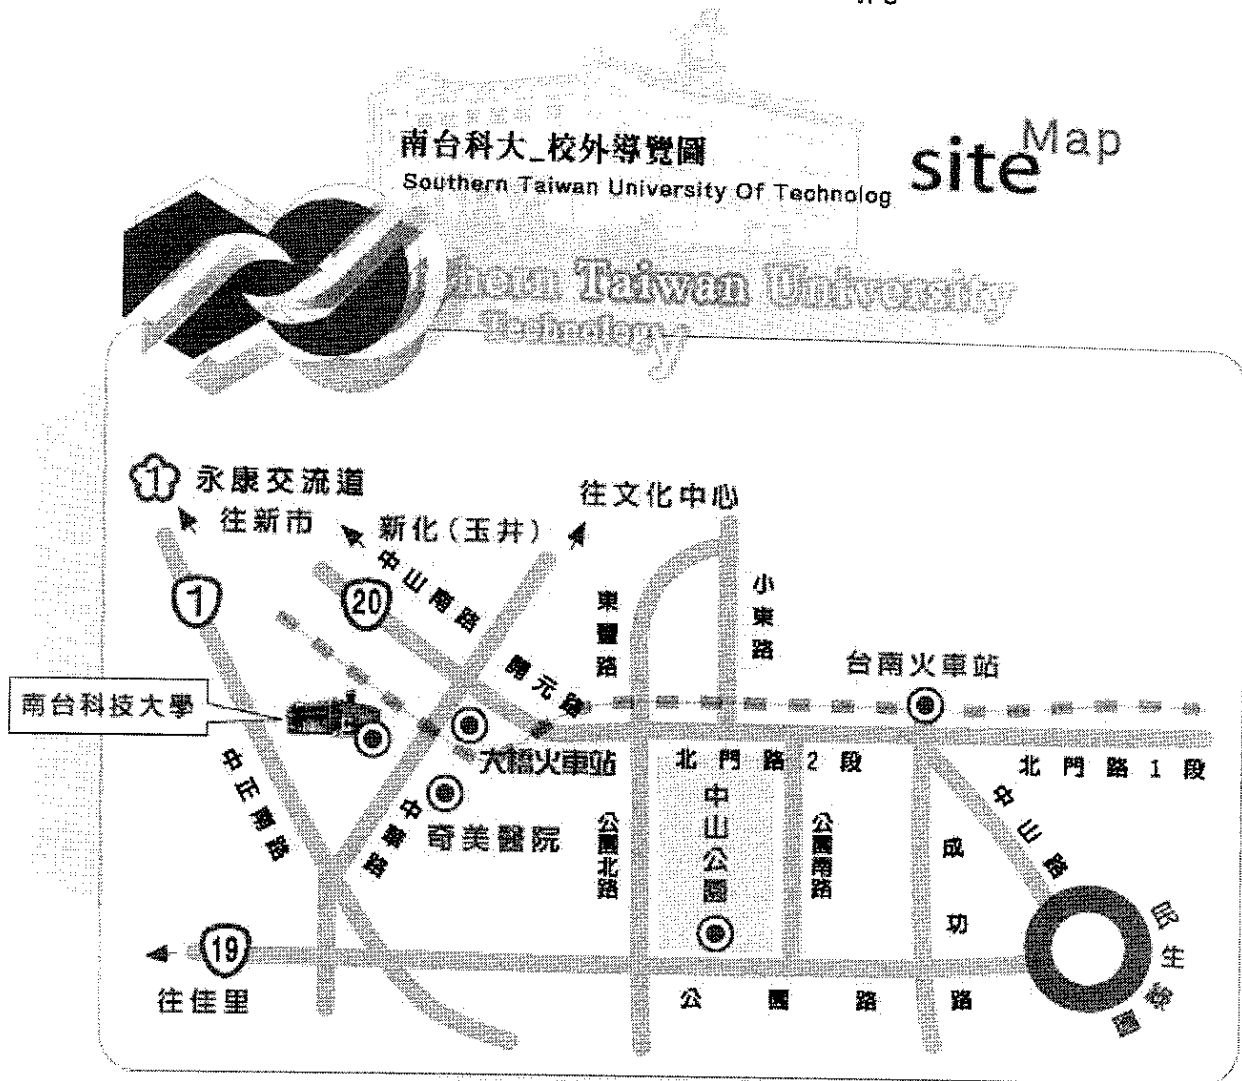 南台科大_校外導覽圖
Southern Taiwan University Of Technolog
site Map
Taiwan University
Technology
1
永康交流道
往新市
新化(玉井)
往文化中心
中山南路
1
20
東豐路
小東路
開元路
台南火車站
南台科技大學
大橋火車站
北門路2段
北門路1段
中正南路
中華路
奇美醫院
公園北路
中山公園
公園南路
成功路
中山路
民生綠園
19
往佳里
公園路